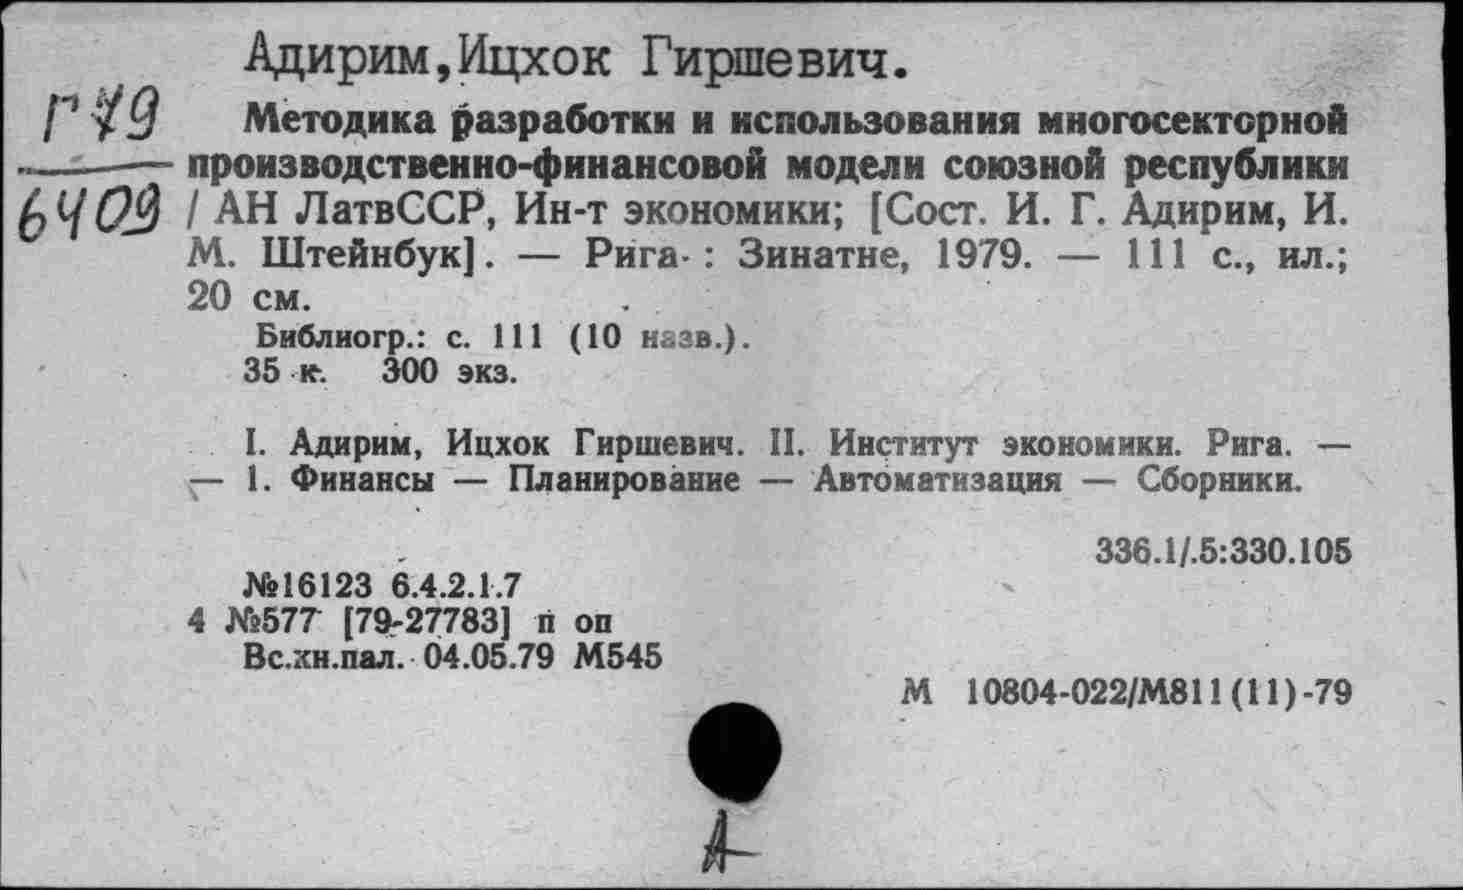 Адирим,Ицхок Гиршевич.
Г 79
6409
Методика разработки и использования многосекторной
производственно-финансовой модели союзной республики
/ АН ЛатвССР, Ин-т экономики; [Сост. И. Г. Адирим, И.
М. Штейнбук]. — Рига : Зинатне, 1979. — 111 с., ил.;
20 см.
Библиогр.: с. 111 (10 назв.).
35 к. 300 экз.
I. Адирим, Ицхок Гиршевич. II. Институт экономики. Рига. —
— 1. Финансы — Планирование — Автоматизация — Сборники.
336.1/.5:330.105
№16123 6.4.2.1.7
4 №577 [79-27783] п оп
Вс.кн.пал. 04.05.79 М545
М 10804-022/М811(11)-79
А